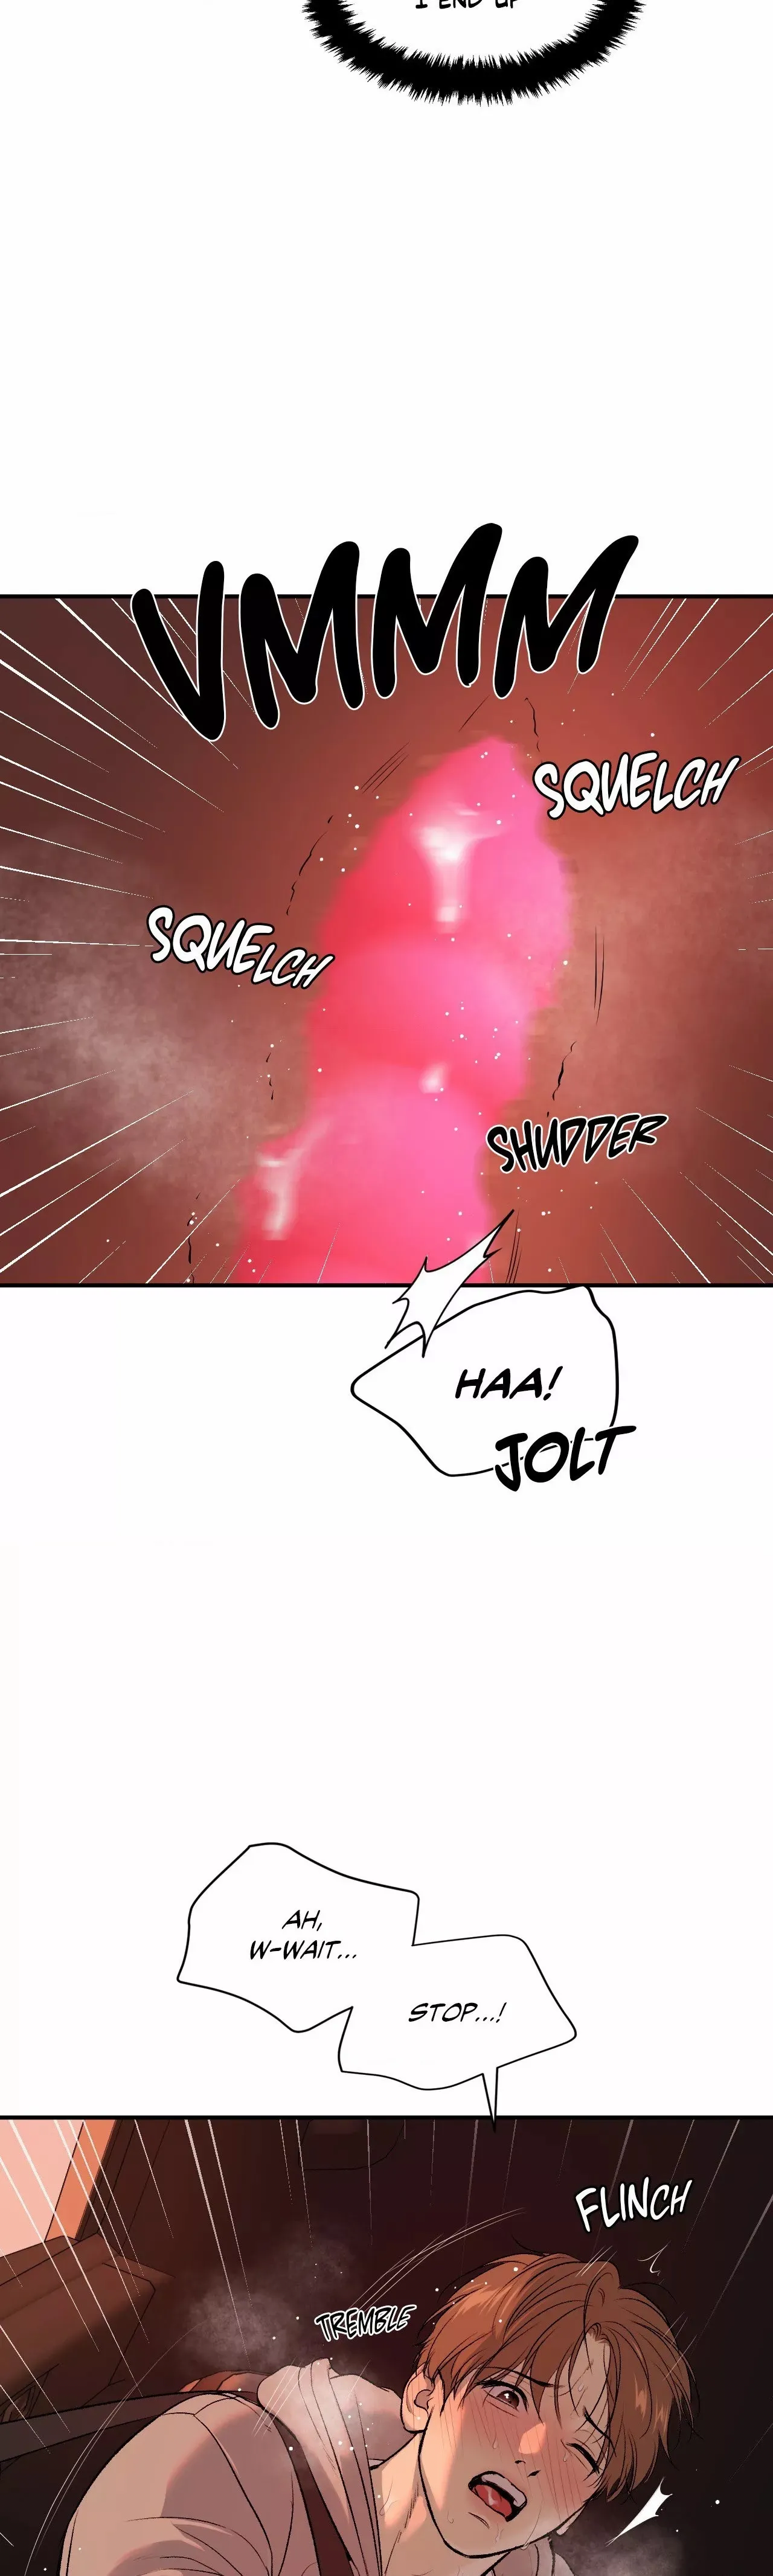 I END UP
VMMM
SQUELCH
SQUELCH
SHUDDER
HAA!
JOLT
AH,
W-WAIT...
STOP...!
FLINCH
TREMBLE